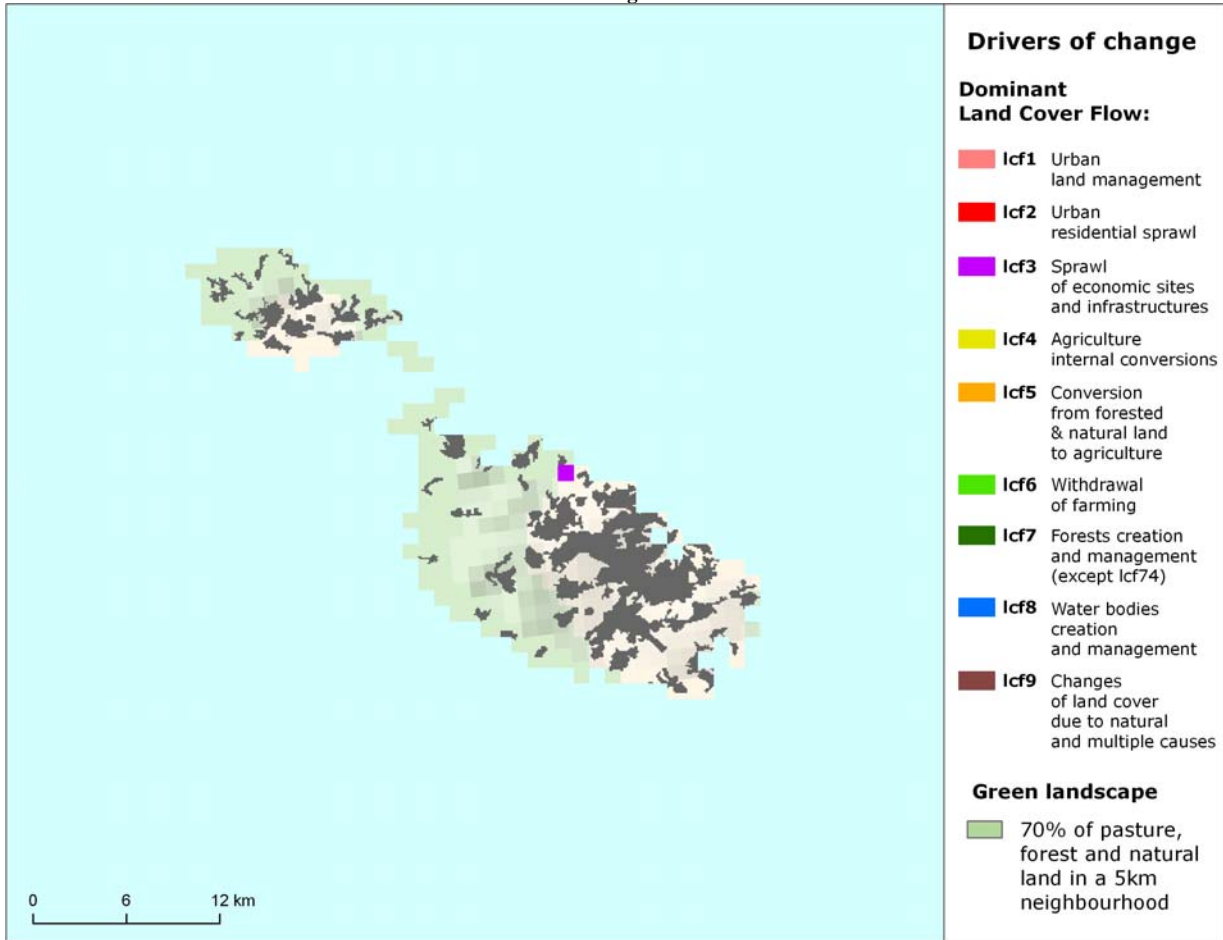 Drivers of change
Dominant
Land Cover Flow:
lcf1 Urban
land management
lcf2 Urban
residential sprawl
lcf3 Sprawl
of economic sites
and infrastructures
lcf4 Agriculture
internal conversions
lcf5 Conversion
from forested
& natural land
to agriculture
lcf6 Withdrawal
of farming
lcf7 Forests creation
and management
(except lcf74)
lcf8 Water bodies
creation
and management
lcf9 Changes
of land cover
due to natural
and multiple causes
Green landscape
70% of pasture,
forest and natural
land in a 5km
neighbourhood
0 6 12 km